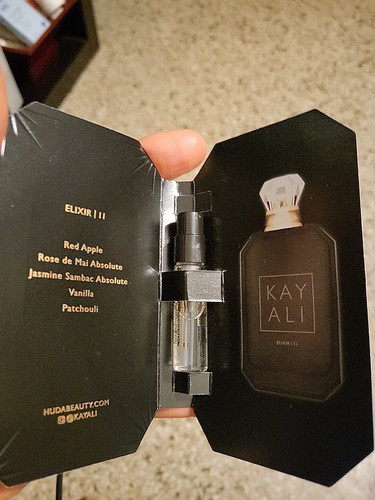 ELIXIR | 11
Red Apple
Rose de Mai Absolute
Jasmine Sambac Absolute
Vanilla
Patchouli
HUDABEAUTY.COM
@KAYALI
KAY
ALI
ELIXIR | 11